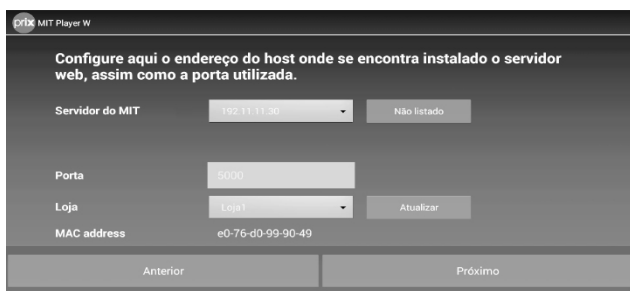 prix MIT Player W
Configure aqui o endereço do host onde se encontra instalado o servidor
web, assim como a porta utilizada.
Servidor do MIT 192.11.11.30 Não listado
Porta 5000
Loja Loja1 Atualizar
MAC address e0-76-d0-99-90-49
Anterior Próximo